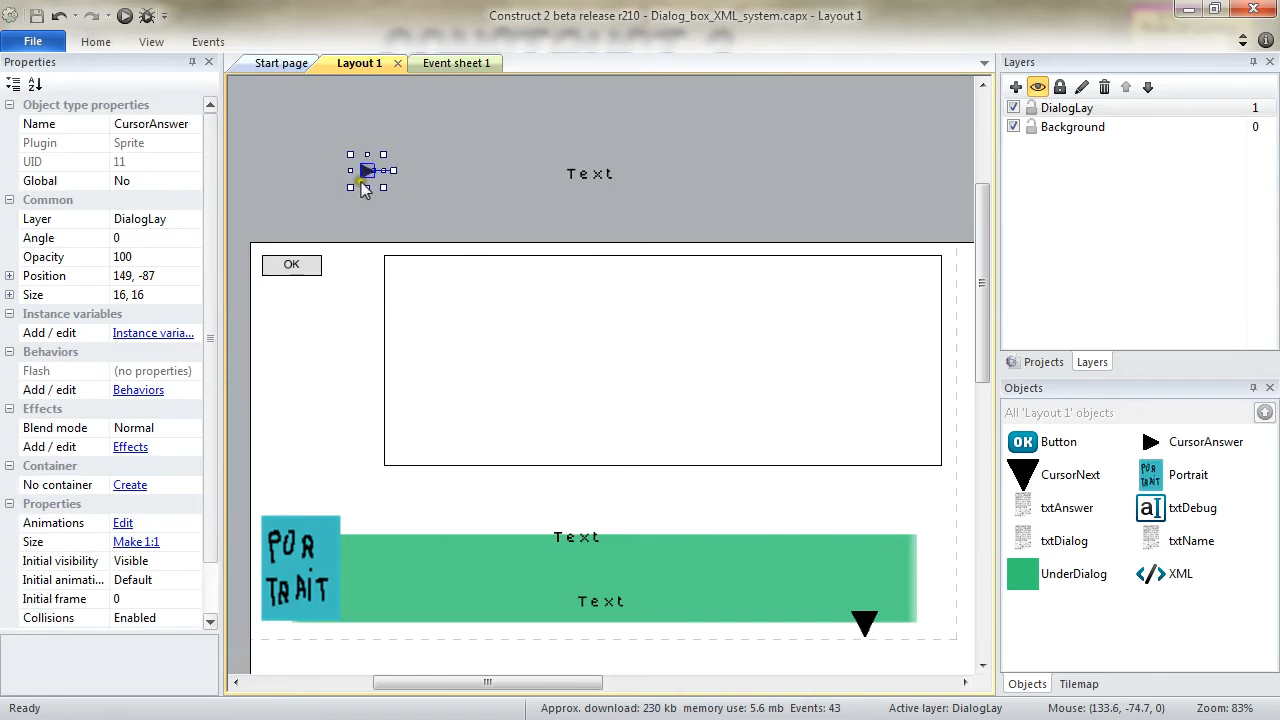 Construct 2 beta release r210 - Dialog_box_XML_system.capx - Layout 1
File Home View Events
Properties
Start page Layout 1 Event sheet 1
Layers
Object type properties
Name CursorAnswer
Plugin Sprite
UID 11
Global No
Common
Layer DialogLay
Angle 0
Opacity 100
Position 149, -87
Size 16, 16
Instance variables
Add / edit Instance varia...
Behaviors
Flash (no properties)
Add / edit Behaviors
Effects
Blend mode Normal
Add / edit Effects
Container
No container Create
Properties
Animations Edit
Size Make 1:1
Initial visibility Visible
Initial animati... Default
Initial frame 0
Collisions Enabled
Text
OK
POR
TRAIT
Text
Text
DialogLay 1
Background 0
Projects Layers
Objects
All 'Layout 1' objects
OK Button CursorAnswer
CursorNext POR TRAIT Portrait
txtAnswer aI txtDebug
txtDialog txtName
UnderDialog </> XML
Objects Tilemap
Ready Approx. download: 230 kb memory use: 5.6 mb Events: 43 Active layer: DialogLay Mouse: (133.6, -74.7, 0) Zoom: 83%